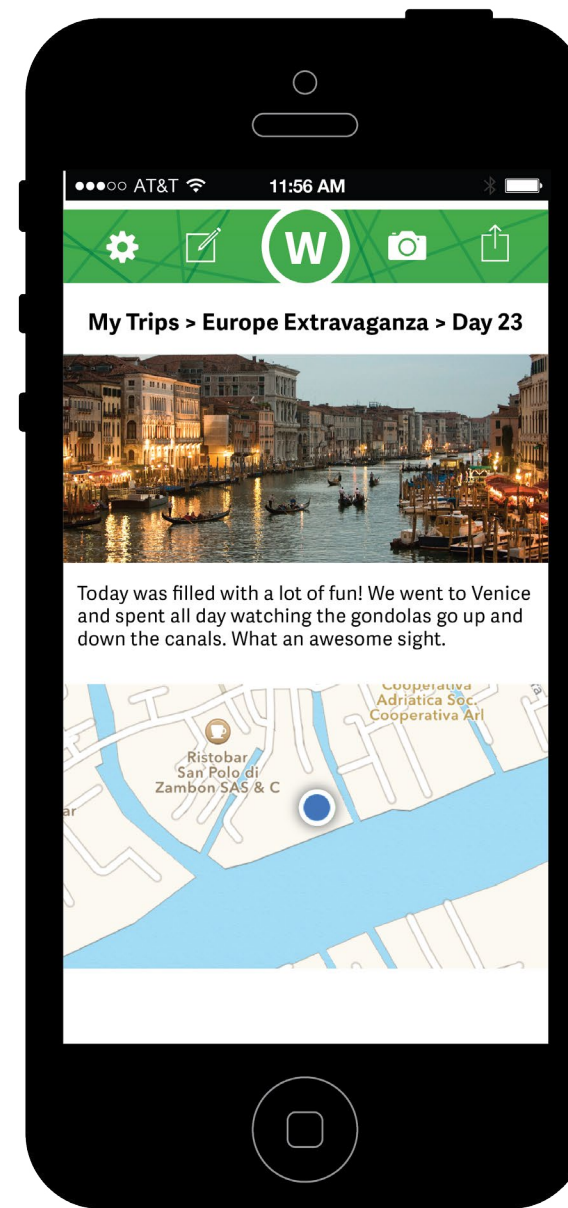 AT&T 11:56 AM
W
My Trips > Europe Extravaganza > Day 23
Today was filled with a lot of fun! We went to Venice
and spent all day watching the gondolas go up and
down the canals. What an awesome sight.
Cooperativa
Adriatica Soc.
Cooperativa Arl
Ristobar
San Polo di
Zambon SAS & C
ar